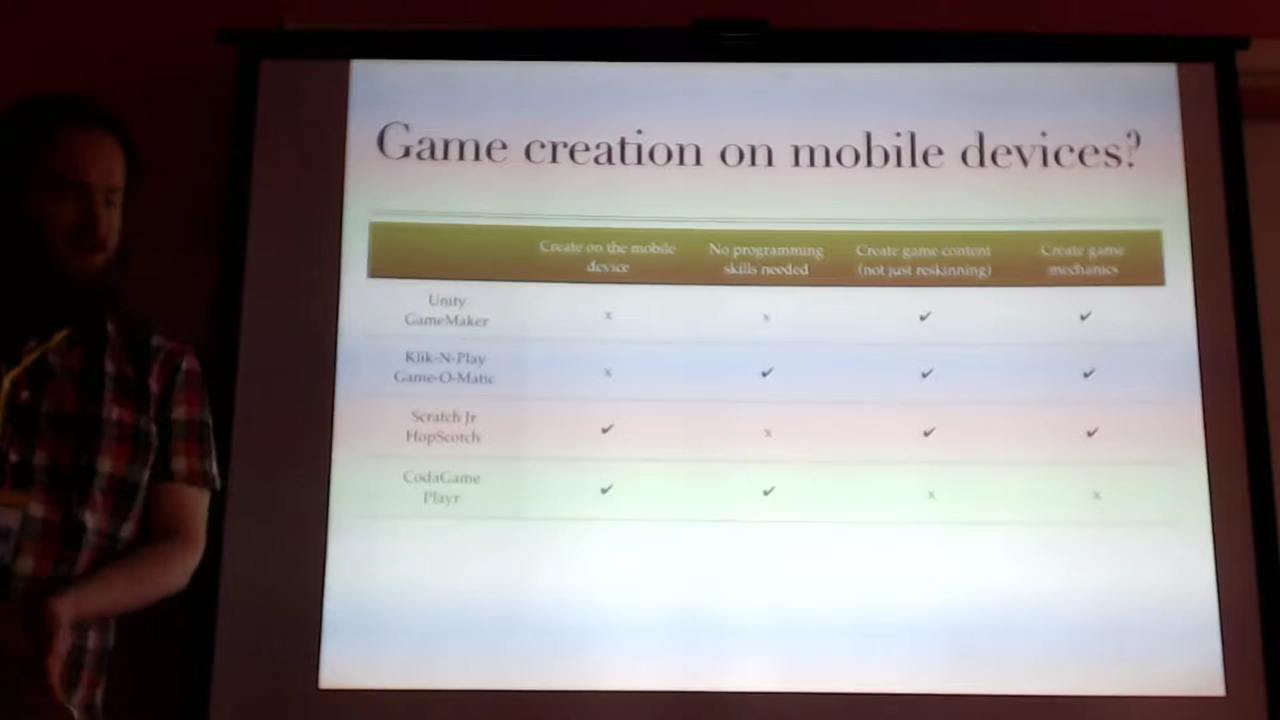 Game creation on mobile devices?
Create on the mobile device
No programming skills needed
Create game content (not just reskinning)
Create game mechanics
Unity
GameMaker
x x ✔ ✔
Klik-N-Play
Game-O-Matic
x ✔ ✔ ✔
Scratch Jr
HopScotch
✔ x ✔ ✔
CodaGame
Playr
✔ ✔ x x